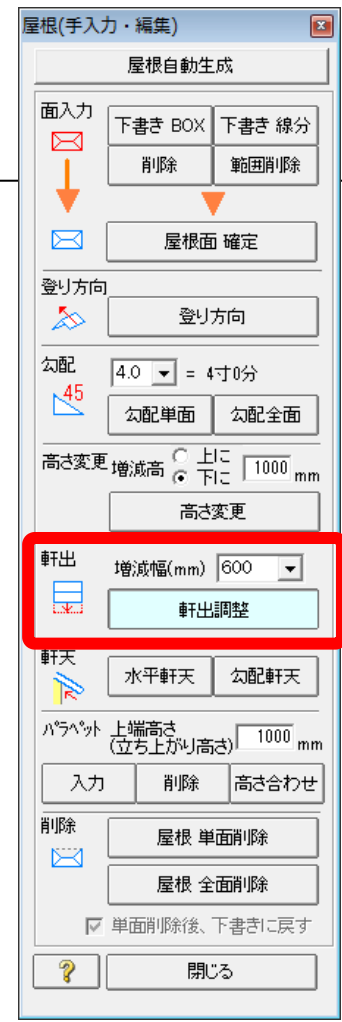 屋根(手入力・編集)
屋根自動生成
面入力
下書き BOX 下書き 線分
削除 範囲削除
屋根面 確定
登り方向
登り方向
勾配
4.0 = 4寸0分
45
勾配単面 勾配全面
高さ変更 増減高 上に 下に 1000 mm
高さ変更
軒出
増減幅(mm) 600
軒出調整
軒天
水平軒天 勾配軒天
パラペット 上端高さ
(立ち上がり高さ) 1000 mm
入力 削除 高さ合わせ
削除
屋根 単面削除
屋根 全面削除
単面削除後、下書きに戻す
? 閉じる